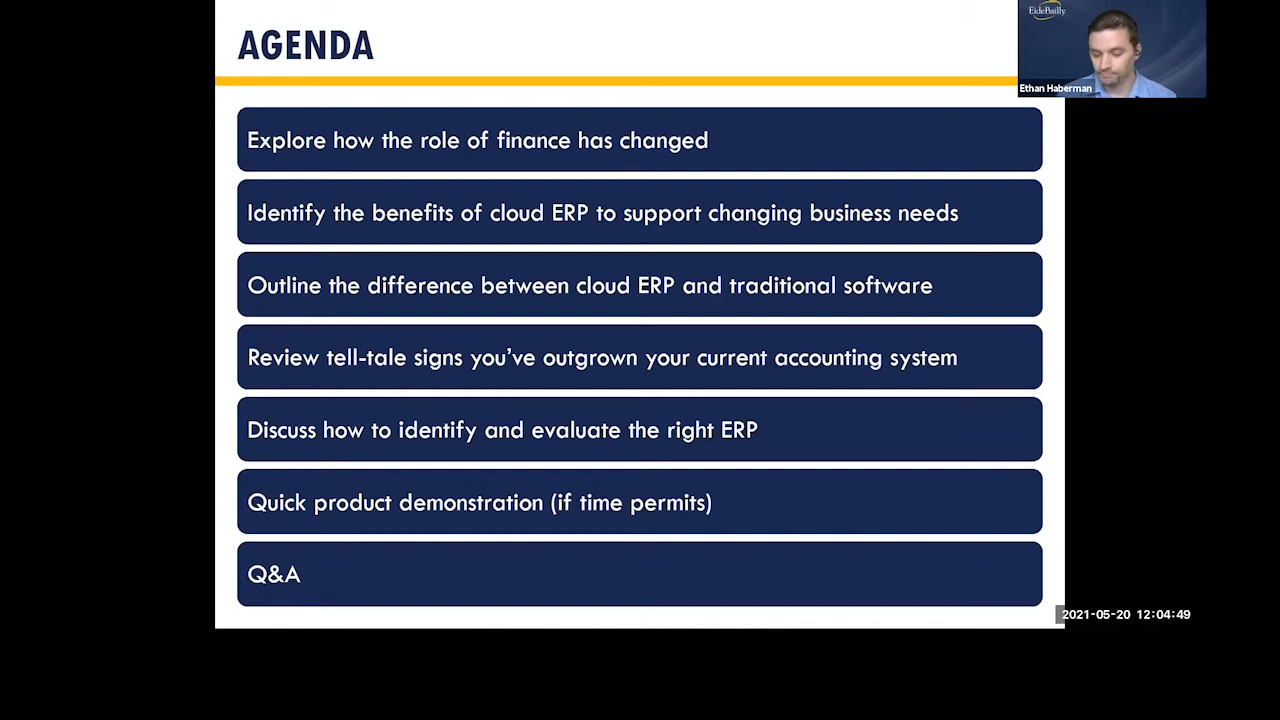 AGENDA
EideBailly
Ethan Haberman
Explore how the role of finance has changed
Identify the benefits of cloud ERP to support changing business needs
Outline the difference between cloud ERP and traditional software
Review tell-tale signs you’ve outgrown your current accounting system
Discuss how to identify and evaluate the right ERP
Quick product demonstration (if time permits)
Q&A
2021-05-20 12:04:49